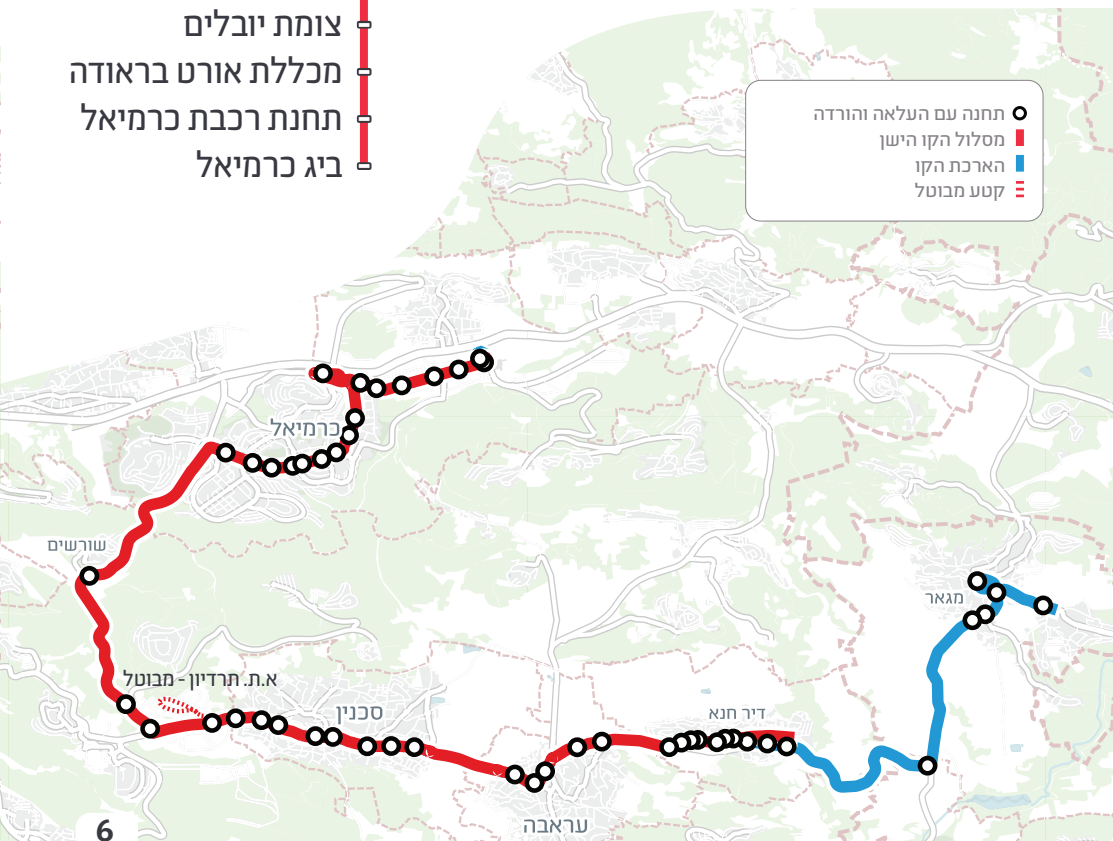 צומת יובלים
מכללת אורט בראודה
תחנת רכבת כרמיאל
ביג כרמיאל
תחנה עם העלאה והורדה
מסלול הקו הישן
הארכת הקו
קטע מבוטל
כרמיאל
שורשים
מגאר
א.ת. תרדיון - מבוטל
סכנין
דיר חנא
עראבה
6